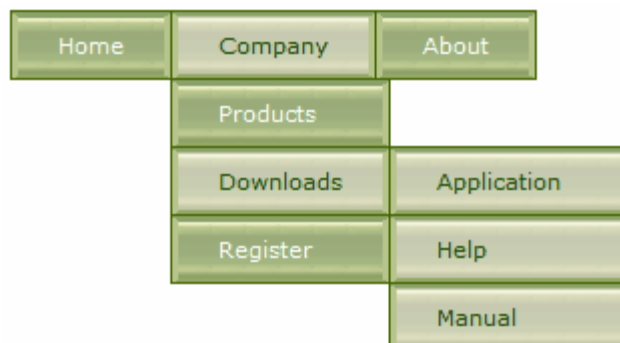 Home Company About
Products
Downloads Application
Register Help
Manual